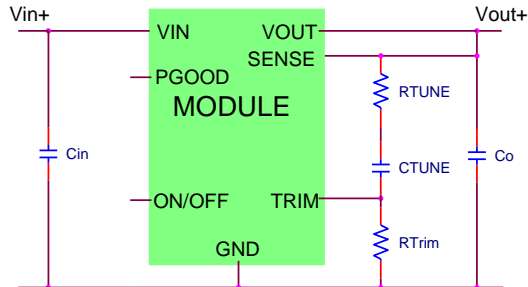 Vin+
Vout+
VIN
VOUT
SENSE
PGOOD
MODULE
RTUNE
Cin
CTUNE
Co
ON/OFF
TRIM
RTrim
GND